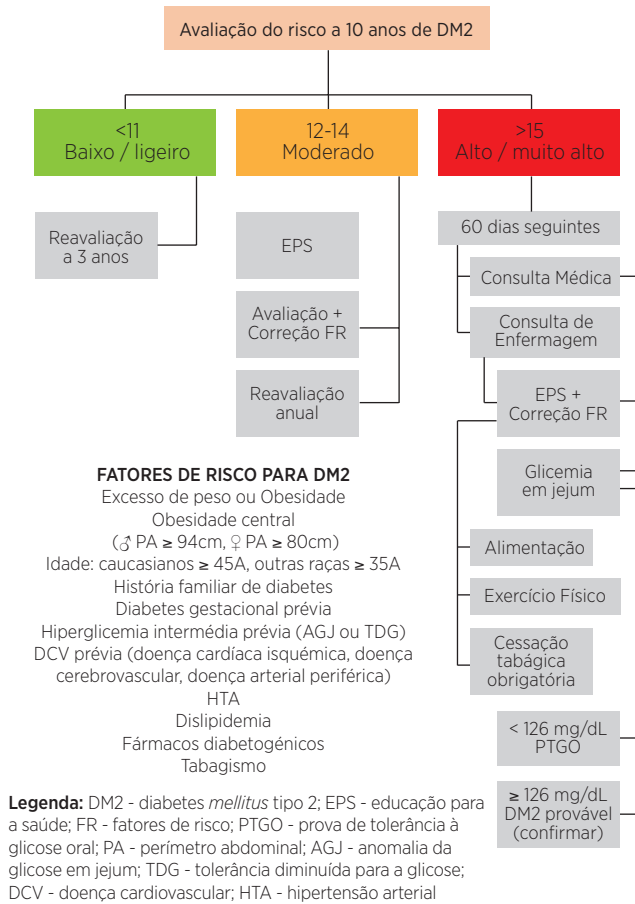 Avaliação do risco a 10 anos de DM2
<11
Baixo / ligeiro
12-14
Moderado
>15
Alto / muito alto
Reavaliação
a 3 anos
EPS
Avaliação +
Correção FR
Reavaliação
anual
60 dias seguintes
Consulta Médica
Consulta de
Enfermagem
EPS +
Correção FR
Glicemia
em jejum
Alimentação
Exercício Físico
Cessação
tabágica
obrigatória
< 126 mg/dL
PTGO
≥ 126 mg/dL
DM2 provável
(confirmar)
FATORES DE RISCO PARA DM2
Excesso de peso ou Obesidade
Obesidade central
(♂ PA ≥ 94cm, ♀ PA ≥ 80cm)
Idade: caucasianos ≥ 45A, outras raças ≥ 35A
História familiar de diabetes
Diabetes gestacional prévia
Hiperglicemia intermédia prévia (AGJ ou TDG)
DCV prévia (doença cardíaca isquémica, doença
cerebrovascular, doença arterial periférica)
HTA
Dislipidemia
Fármacos diabetogénicos
Tabagismo
Legenda: DM2 - diabetes mellitus tipo 2; EPS - educação para
a saúde; FR - fatores de risco; PTGO - prova de tolerância à
glicose oral; PA - perímetro abdominal; AGJ - anomalia da
glicose em jejum; TDG - tolerância diminuída para a glicose;
DCV - doença cardiovascular; HTA - hipertensão arterial